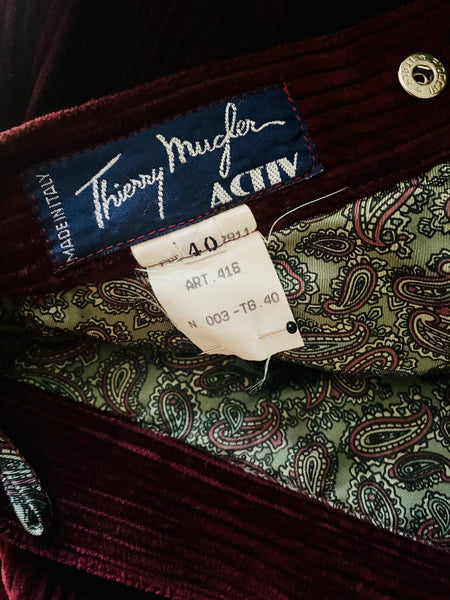 Thierry Mugler
ACTIV
MADE IN ITALY
40
ART. 416
N. 003 - TG. 40